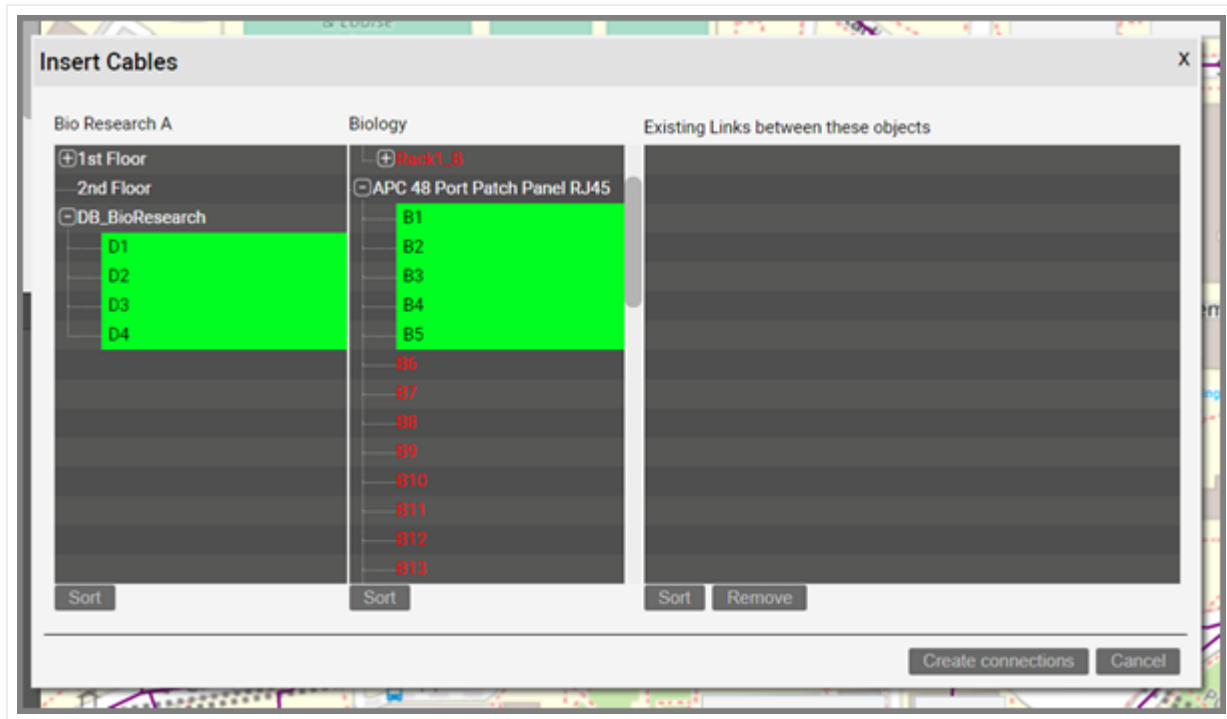 & Louise
Insert Cables
X
Bio Research A
Biology
Existing Links between these objects
1st Floor
2nd Floor
DB_BioResearch
D1
D2
D3
D4
Rack1_B
APC 48 Port Patch Panel RJ45
B1
B2
B3
B4
B5
B6
B7
B8
B9
B10
B11
B12
B13
Sort
Sort
Sort
Remove
Create connections
Cancel